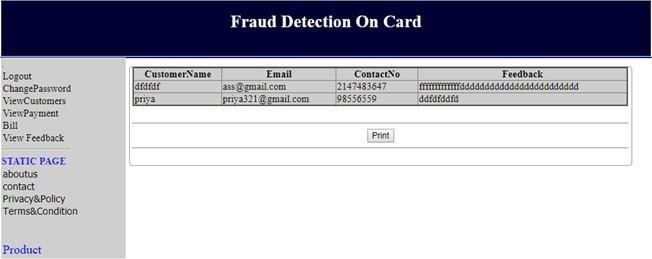 Fraud Detection On Card
Logout
ChangePassword
ViewCustomers
ViewPayment
Bill
View Feedback
STATIC PAGE
aboutus
contact
Privacy&Policy
Terms&Condition
Product
CustomerName Email ContactNo Feedback
dfdfdf ass@gmail.com 2147483647 fffffffffffffddddddddddddddddddddddddd
priya priya321@gmail.com 98556559 ddfdfddfd
Print